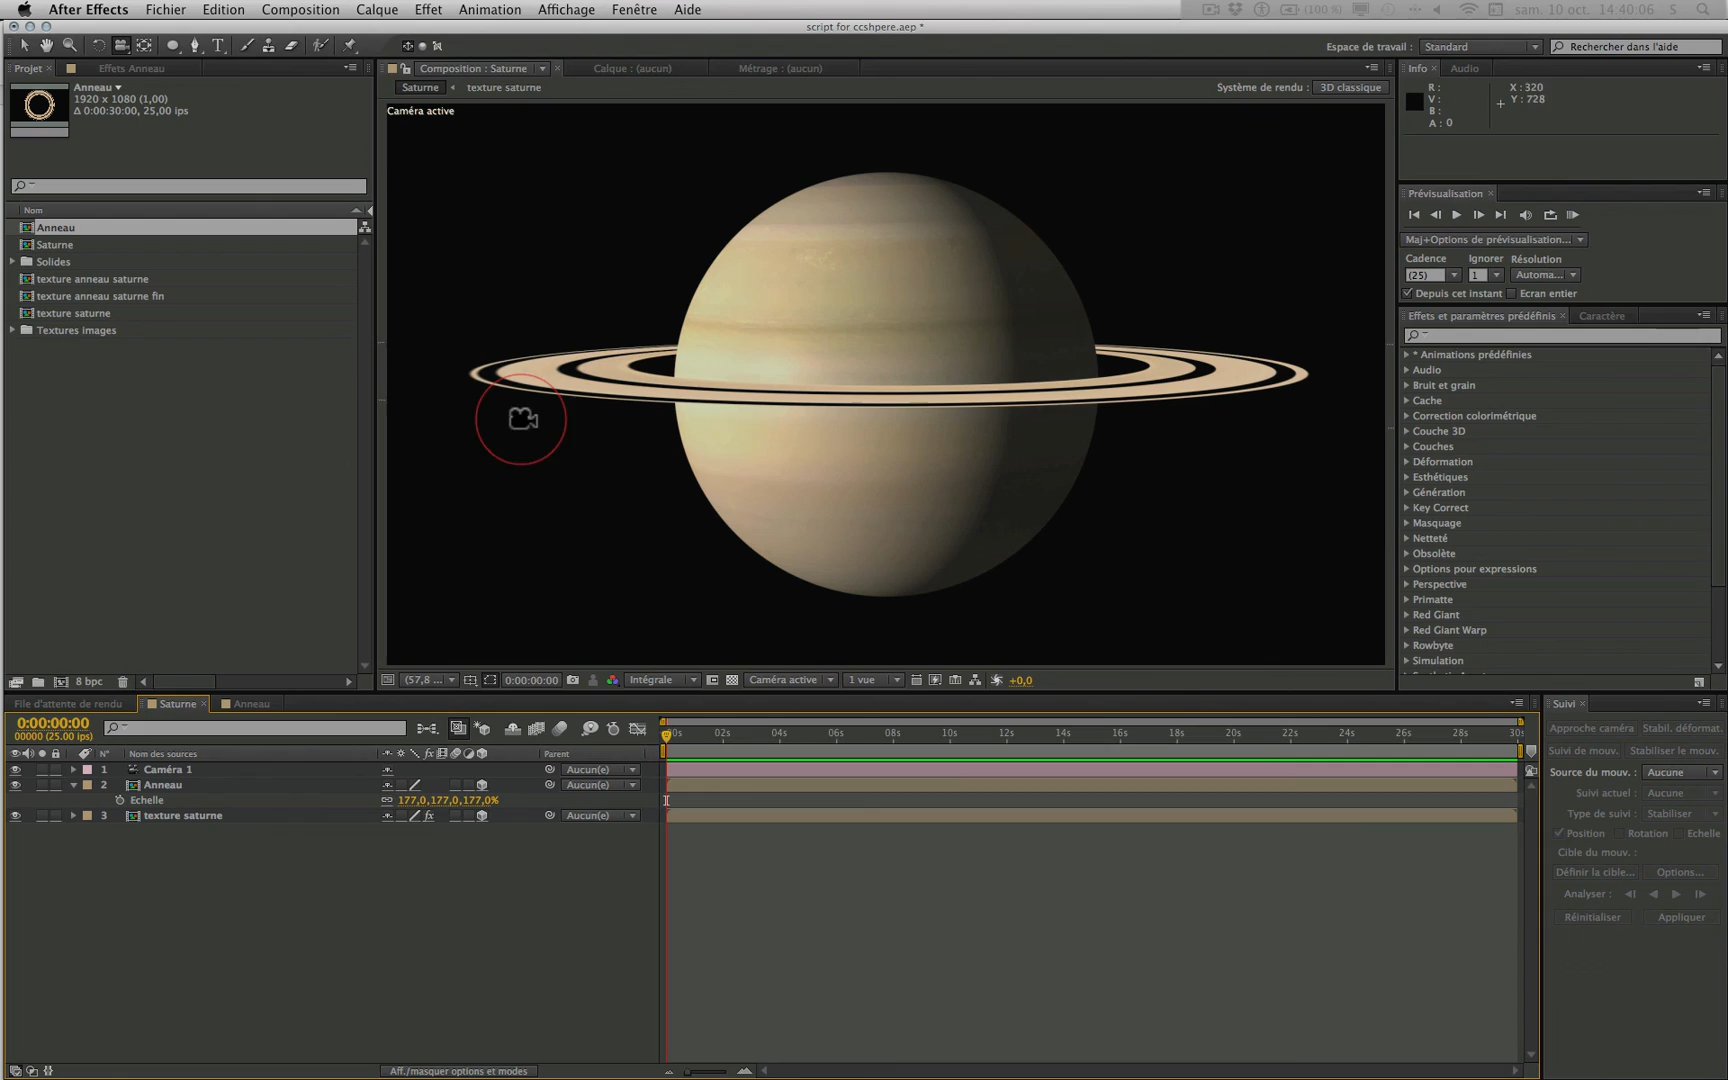 After Effects Fichier Edition Composition Calque Effet Animation Affichage Fenêtre Aide (100 %) sam. 10 oct. 14:40:06 S
script for ccshpere.aep *
Espace de travail : Standard Rechercher dans l'aide
Projet Effets Anneau Composition : Saturne Calque : (aucun) Métrage : (aucun) Info Audio
Anneau
1920 x 1080 (1,00)
Δ 0:00:30:00, 25,00 ips
Saturne texture saturne Système de rendu : 3D classique
Caméra active
R : X : 320
V : Y : 728
B :
A : 0
Nom
Anneau
Saturne
Solides
texture anneau saturne
texture anneau saturne fin
texture saturne
Textures images
Prévisualisation
Maj+Options de prévisualisation...
Cadence Ignorer Résolution
(25) 1 Automa...
Depuis cet instant Ecran entier
Effets et paramètres prédéfinis Caractère
* Animations prédéfinies
Audio
Bruit et grain
Cache
Correction colorimétrique
Couche 3D
Couches
Déformation
Esthétiques
Génération
Key Correct
Masquage
Netteté
Obsolète
Options pour expressions
Perspective
Primatte
Red Giant
Red Giant Warp
Rowbyte
Simulation
8 bpc (57,8 ... 0:00:00:00 Intégrale Caméra active 1 vue +0,0
File d'attente de rendu Saturne Anneau Suivi
0:00:00:00
00000 (25.00 ips)
00s 02s 04s 06s 08s 10s 12s 14s 16s 18s 20s 22s 24s 26s 28s 30s
N° Nom des sources fx Parent
1 Caméra 1 Aucun(e)
2 Anneau Aucun(e)
Echelle 177,0,177,0,177,0%
3 texture saturne fx Aucun(e)
Approche caméra Stabil. déformat.
Suivi de mouv. Stabiliser le mouv.
Source du mouv. : Aucune
Suivi actuel : Aucune
Type de suivi : Stabiliser
Position Rotation Echelle
Cible du mouv. :
Définir la cible... Options...
Analyser :
Réinitialiser Appliquer
Aff./masquer options et modes